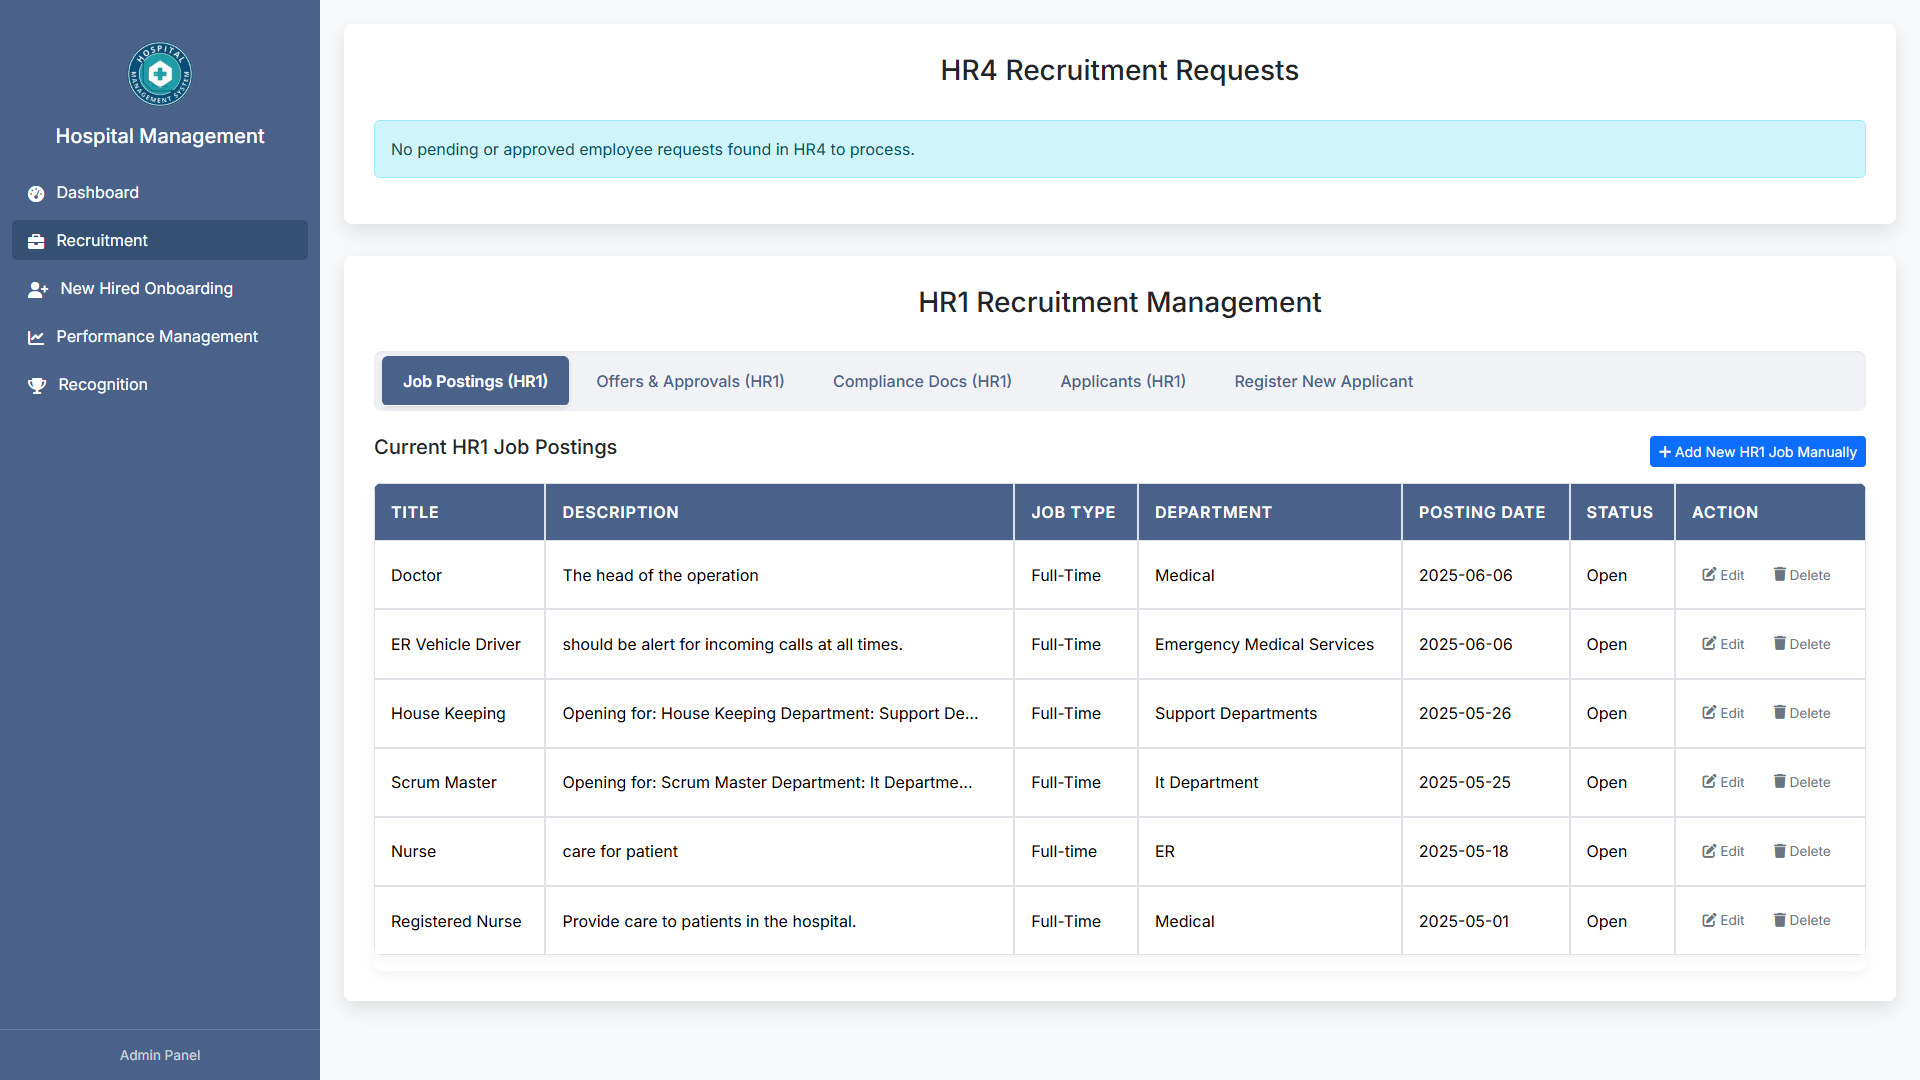 HOSPITAL
MANAGEMENT SYSTEM
Hospital Management
Dashboard
Recruitment
New Hired Onboarding
Performance Management
Recognition
Admin Panel
HR4 Recruitment Requests
No pending or approved employee requests found in HR4 to process.
HR1 Recruitment Management
Job Postings (HR1) Offers & Approvals (HR1) Compliance Docs (HR1) Applicants (HR1) Register New Applicant
Current HR1 Job Postings
Add New HR1 Job Manually
TITLE DESCRIPTION JOB TYPE DEPARTMENT POSTING DATE STATUS ACTION
Doctor The head of the operation Full-Time Medical 2025-06-06 Open Edit Delete
ER Vehicle Driver should be alert for incoming calls at all times. Full-Time Emergency Medical Services 2025-06-06 Open Edit Delete
House Keeping Opening for: House Keeping Department: Support De... Full-Time Support Departments 2025-05-26 Open Edit Delete
Scrum Master Opening for: Scrum Master Department: It Departme... Full-Time It Department 2025-05-25 Open Edit Delete
Nurse care for patient Full-time ER 2025-05-18 Open Edit Delete
Registered Nurse Provide care to patients in the hospital. Full-Time Medical 2025-05-01 Open Edit Delete